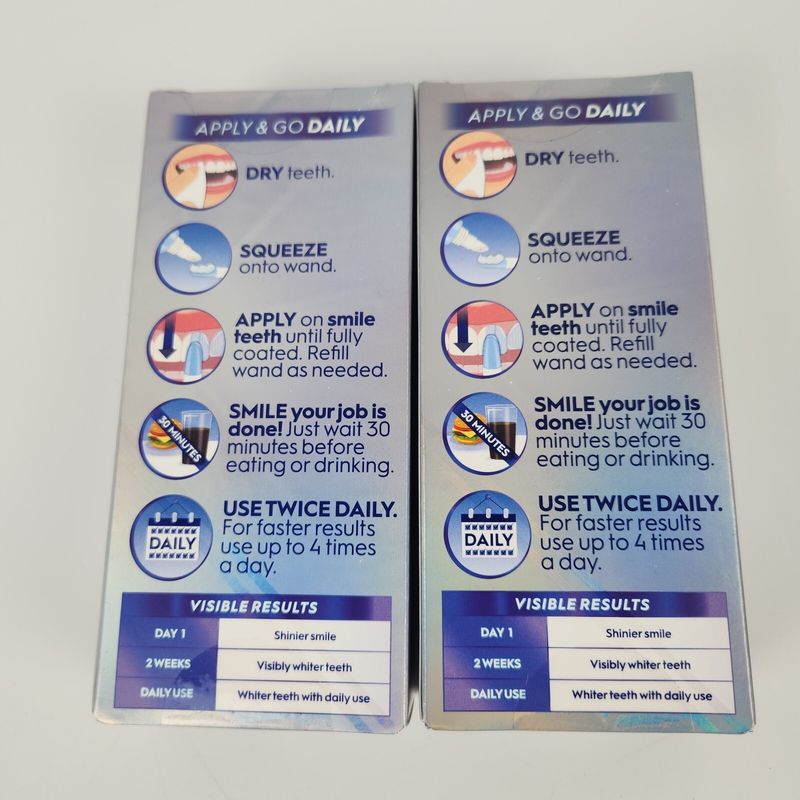 APPLY & GO DAILY
DRY teeth.
SQUEEZE
onto wand.
APPLY on smile
teeth until fully
coated. Refill
wand as needed.
30 MINUTES
SMILE your job is
done! Just wait 30
minutes before
eating or drinking.
DAILY
USE TWICE DAILY.
For faster results
use up to 4 times
a day.
VISIBLE RESULTS
DAY 1 Shinier smile
2 WEEKS Visibly whiter teeth
DAILY USE Whiter teeth with daily use
APPLY & GO DAILY
DRY teeth.
SQUEEZE
onto wand.
APPLY on smile
teeth until fully
coated. Refill
wand as needed.
30 MINUTES
SMILE your job is
done! Just wait 30
minutes before
eating or drinking.
DAILY
USE TWICE DAILY.
For faster results
use up to 4 times
a day.
VISIBLE RESULTS
DAY 1 Shinier smile
2 WEEKS Visibly whiter teeth
DAILY USE Whiter teeth with daily use